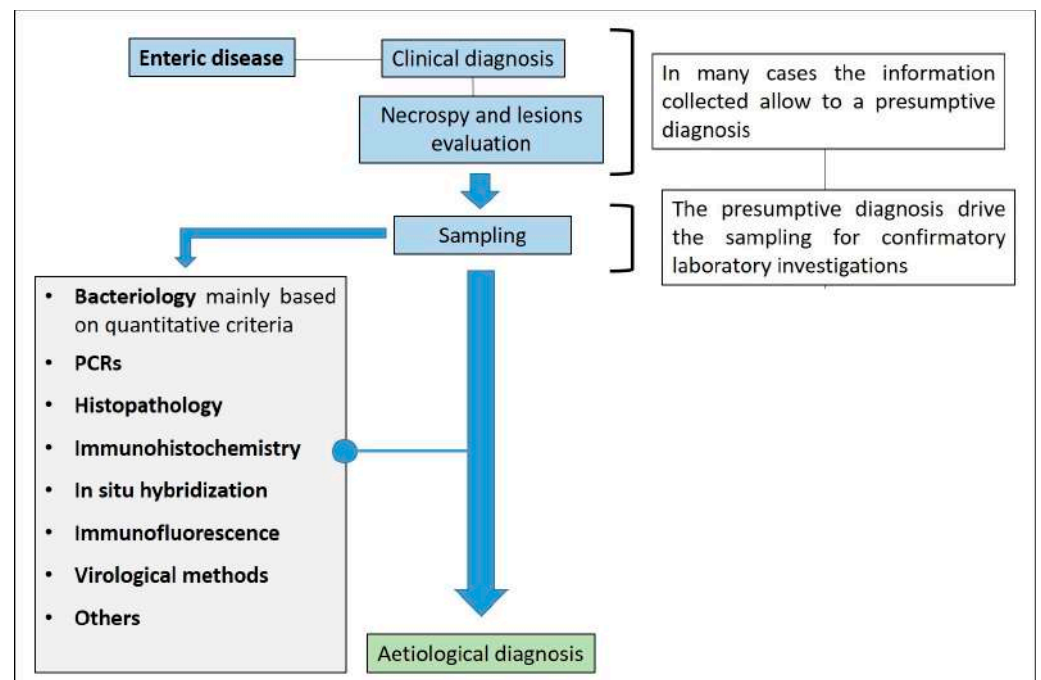 Enteric disease
Clinical diagnosis
Necrospy and lesions
evaluation
In many cases the information
collected allow to a presumptive
diagnosis
Sampling
The presumptive diagnosis drive
the sampling for confirmatory
laboratory investigations
• Bacteriology mainly based
on quantitative criteria
• PCRs
• Histopathology
• Immunohistochemistry
• In situ hybridization
• Immunofluorescence
• Virological methods
• Others
Aetiological diagnosis